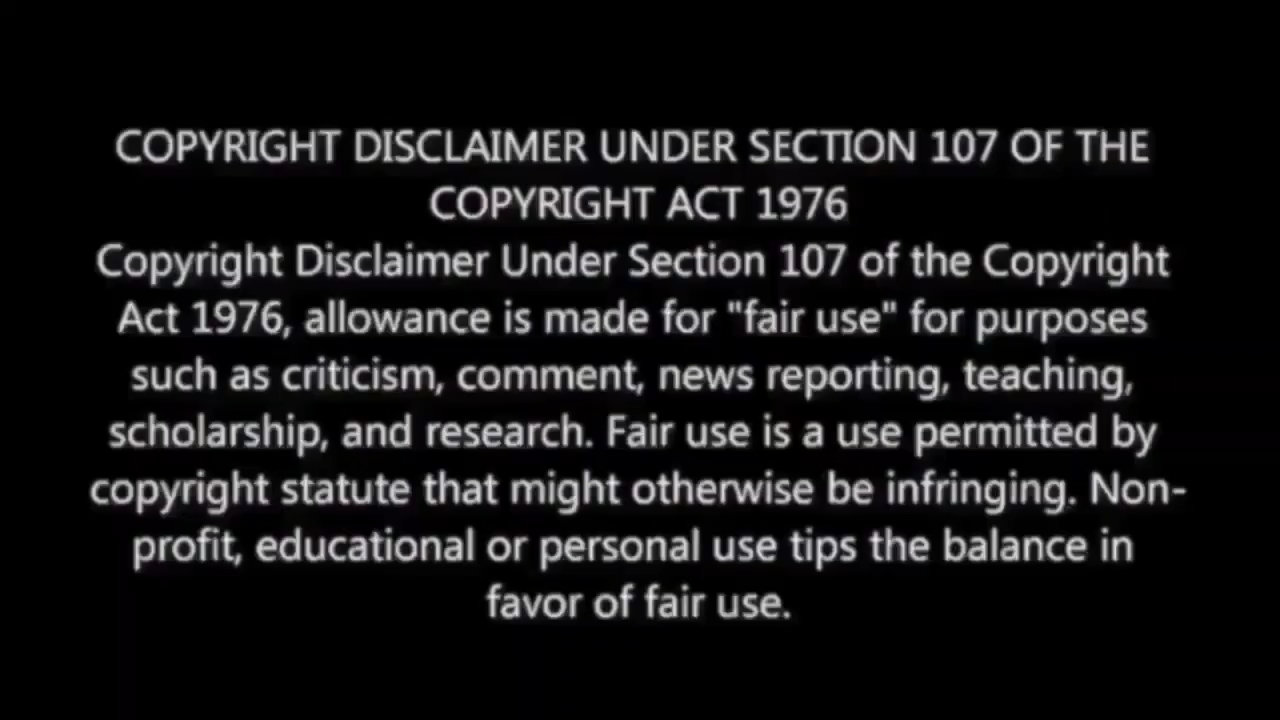 COPYRIGHT DISCLAIMER UNDER SECTION 107 OF THE
COPYRIGHT ACT 1976
Copyright Disclaimer Under Section 107 of the Copyright
Act 1976, allowance is made for "fair use" for purposes
such as criticism, comment, news reporting, teaching,
scholarship, and research. Fair use is a use permitted by
copyright statute that might otherwise be infringing. Non-
profit, educational or personal use tips the balance in
favor of fair use.